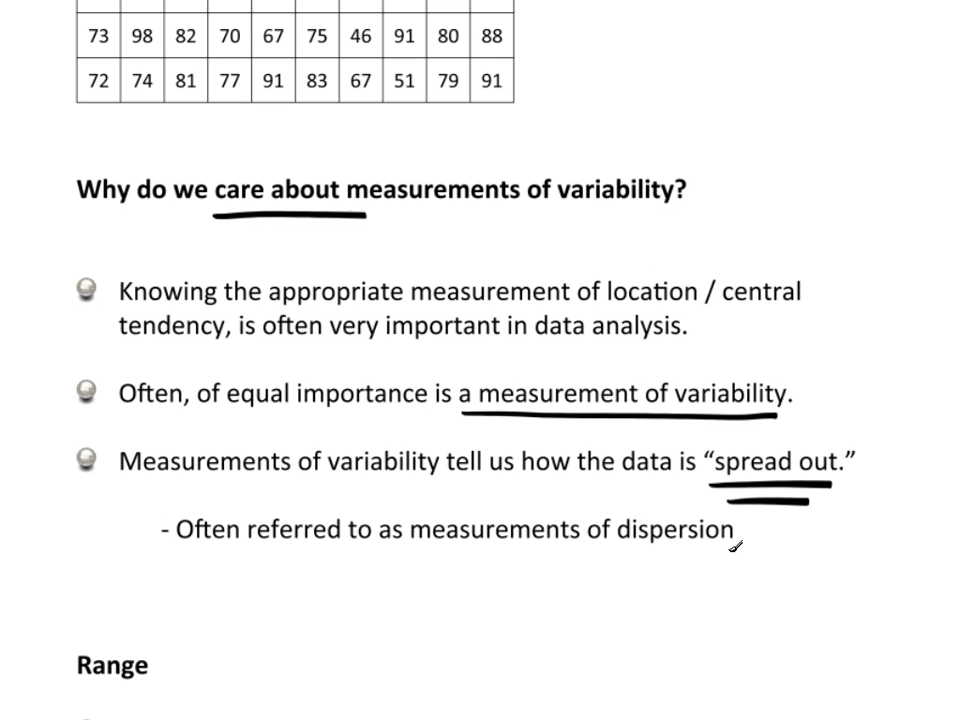 73 98 82 70 67 75 46 91 80 88
72 74 81 77 91 83 67 51 79 91
Why do we care about measurements of variability?
Knowing the appropriate measurement of location / central
tendency, is often very important in data analysis.
Often, of equal importance is a measurement of variability.
Measurements of variability tell us how the data is “spread out.”
- Often referred to as measurements of dispersion
Range